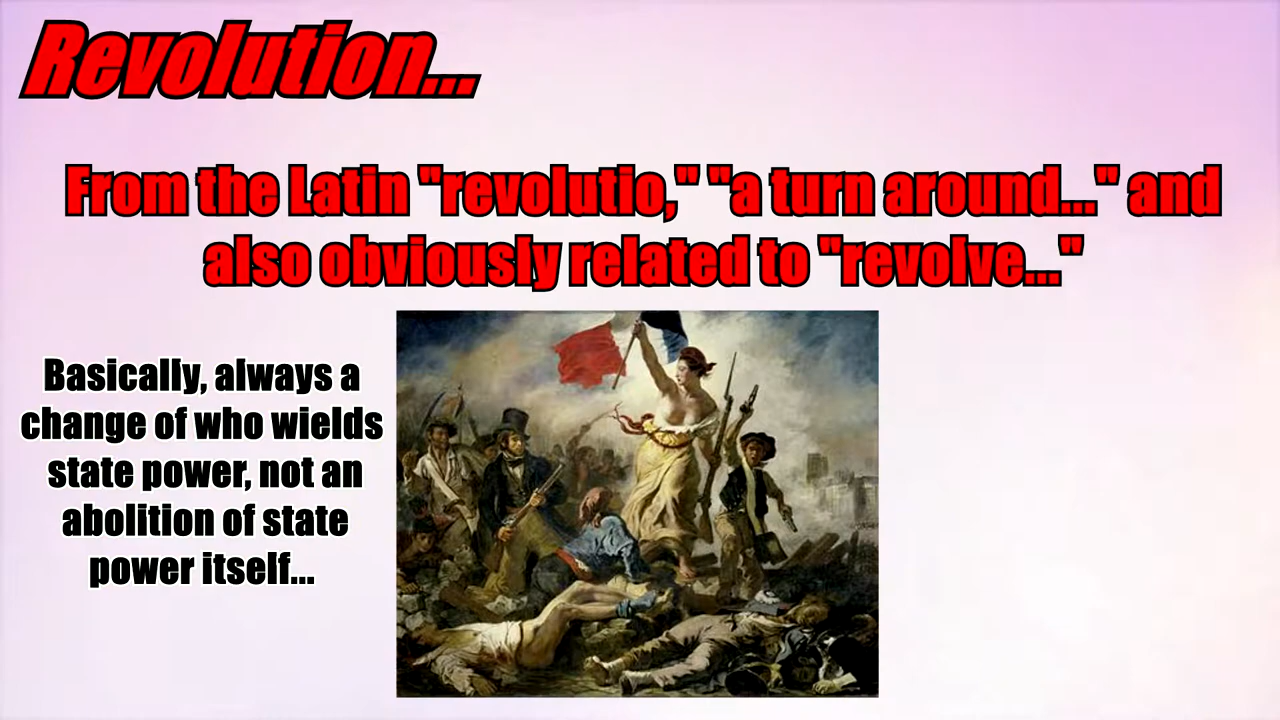 Revolution...
From the Latin "revolutio," "a turn around..." and
also obviously related to "revolve..."
Basically, always a
change of who wields
state power, not an
abolition of state
power itself...